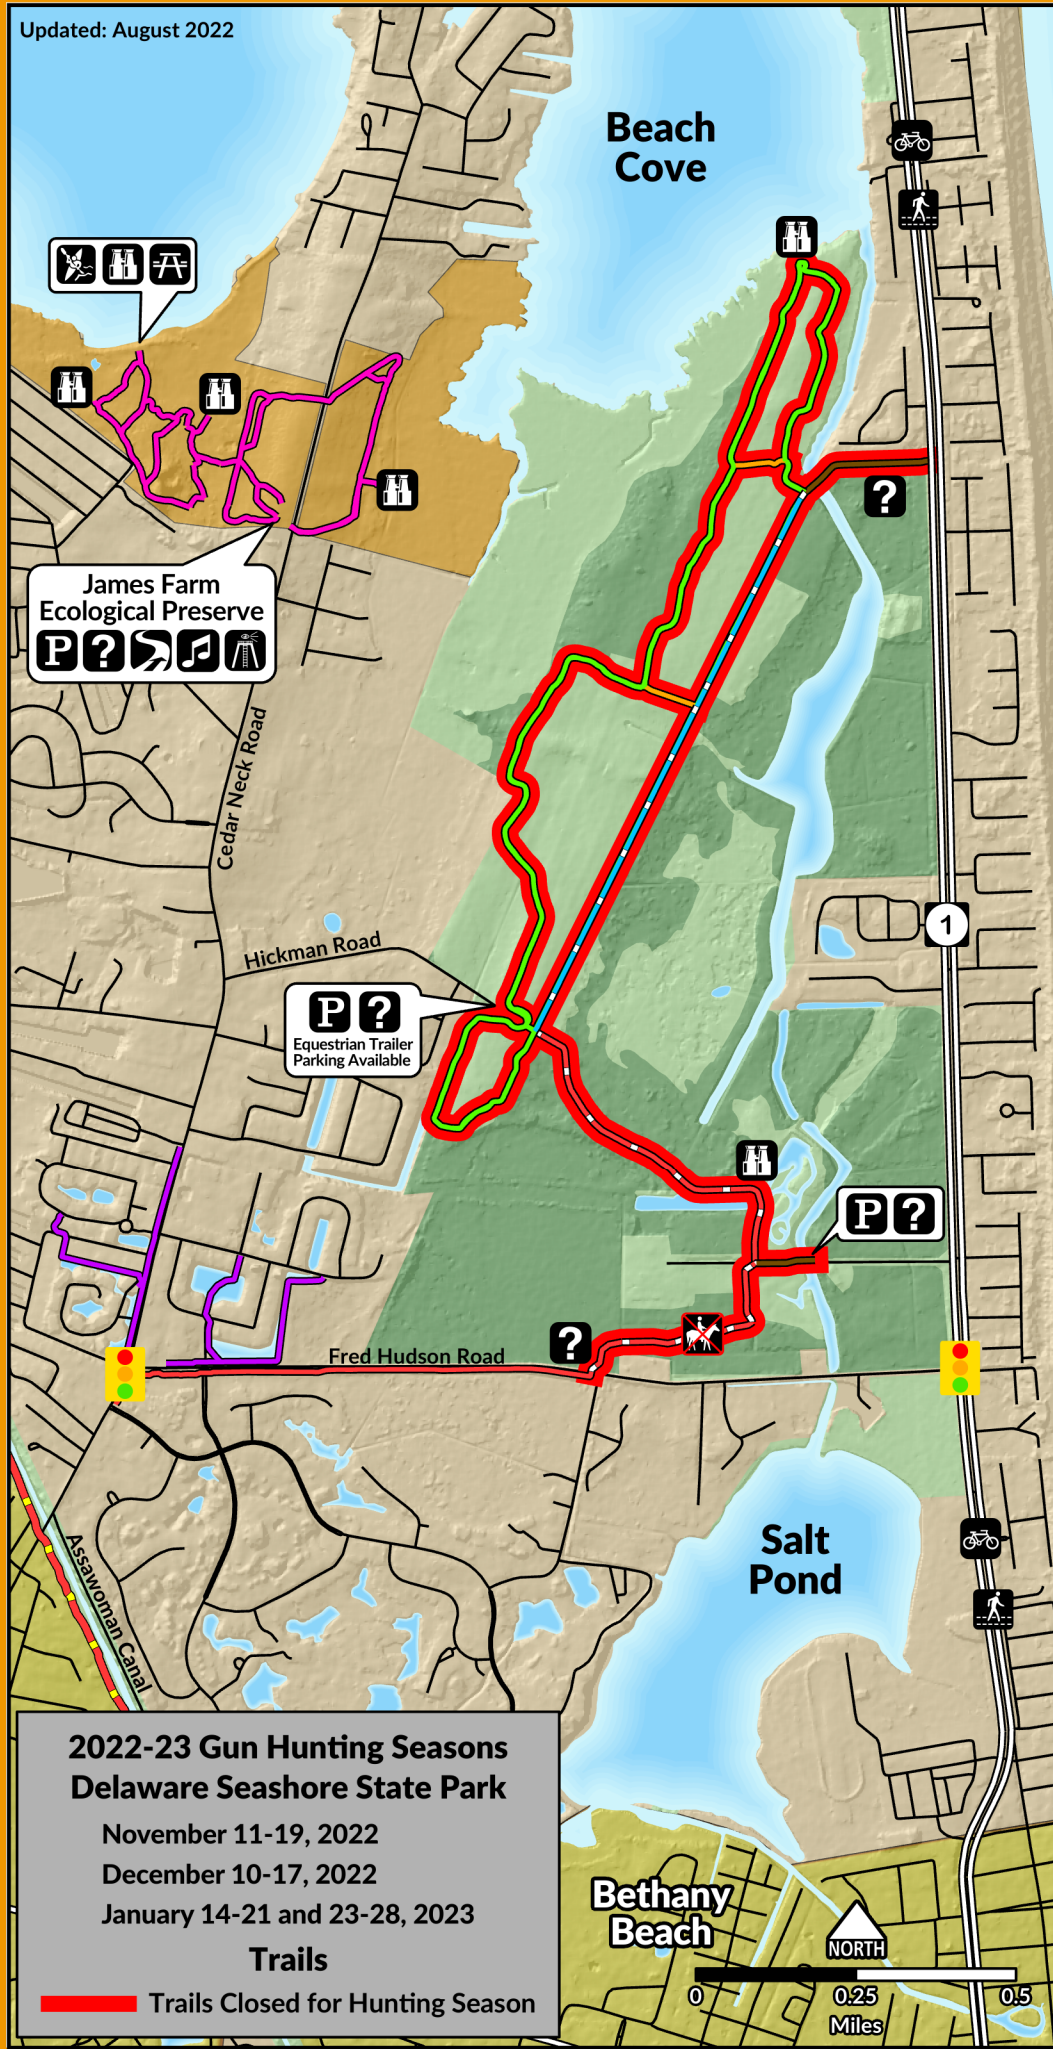 Updated: August 2022
Beach
Cove
James Farm
Ecological Preserve
P ?
?
Cedar Neck Road
1
Hickman Road
P ?
Equestrian Trailer
Parking Available
P ?
?
Fred Hudson Road
Salt
Pond
Assawoman Canal
2022-23 Gun Hunting Seasons
Delaware Seashore State Park
November 11-19, 2022
December 10-17, 2022
January 14-21 and 23-28, 2023
Trails
Trails Closed for Hunting Season
Bethany
Beach
NORTH
0 0.25 0.5
Miles